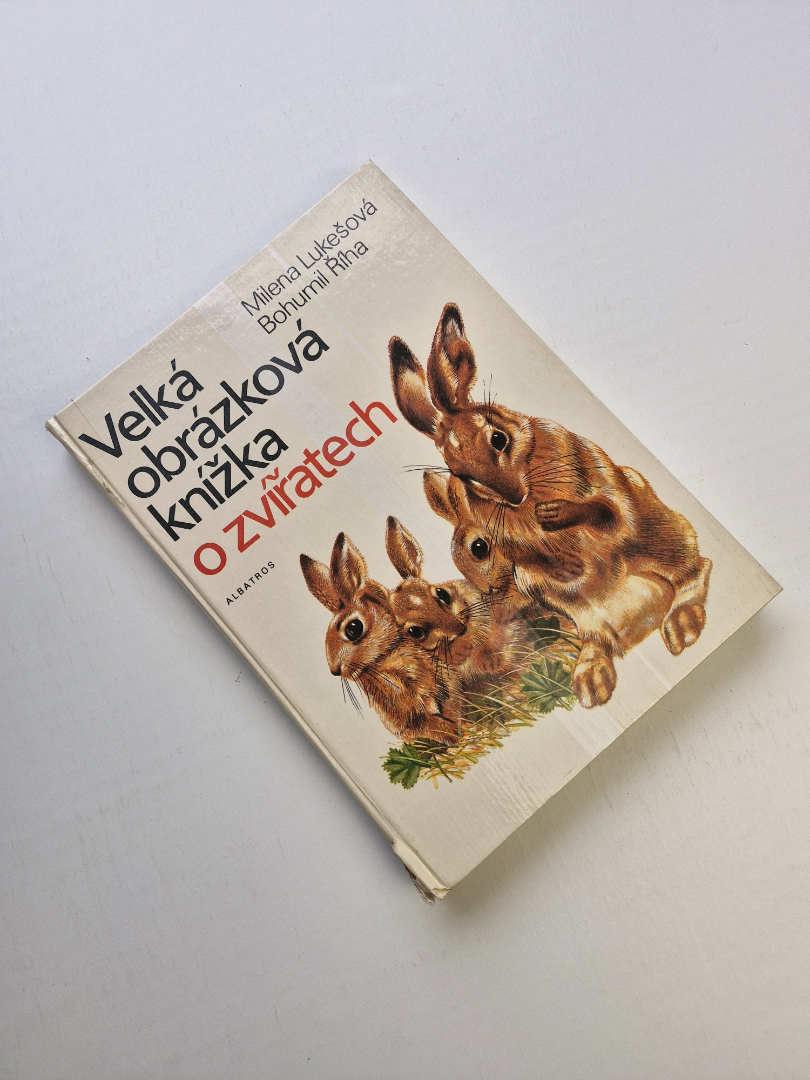 Milena Lukešová
Bohumil Říha
Velká
obrázková
knížka
o zvířatech
ALBATROS